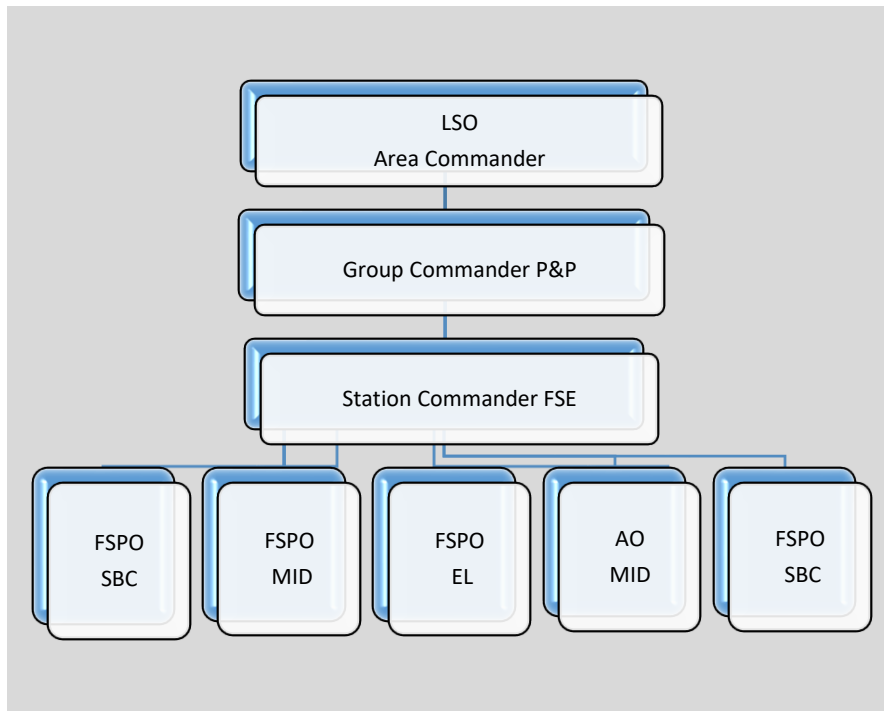 LSO
Area Commander
Group Commander P&P
Station Commander FSE
FSPO
SBC
FSPO
MID
FSPO
EL
AO
MID
FSPO
SBC